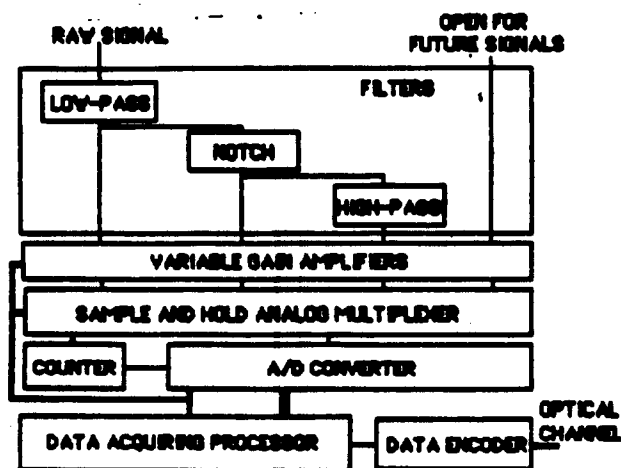 RAW SIGNAL
OPEN FOR
FUTURE SIGNALS
FILTERS
LOW-PASS
NOTCH
HIGH-PASS
VARIABLE GAIN AMPLIFIERS
SAMPLE AND HOLD ANALOG MULTIPLEXER
COUNTER
A/D CONVERTER
OPTICAL
CHANNEL
DATA ACQUIRING PROCESSOR
DATA ENCODER